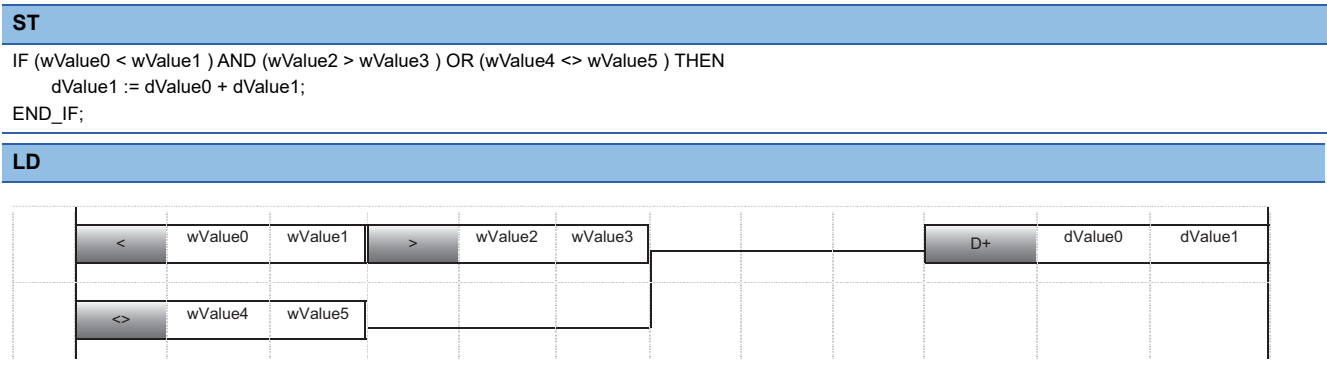 ST
IF (wValue0 < wValue1 ) AND (wValue2 > wValue3 ) OR (wValue4 <> wValue5 ) THEN
dValue1 := dValue0 + dValue1;
END_IF;
LD
< wValue0 wValue1 > wValue2 wValue3 D+ dValue0 dValue1
<> wValue4 wValue5